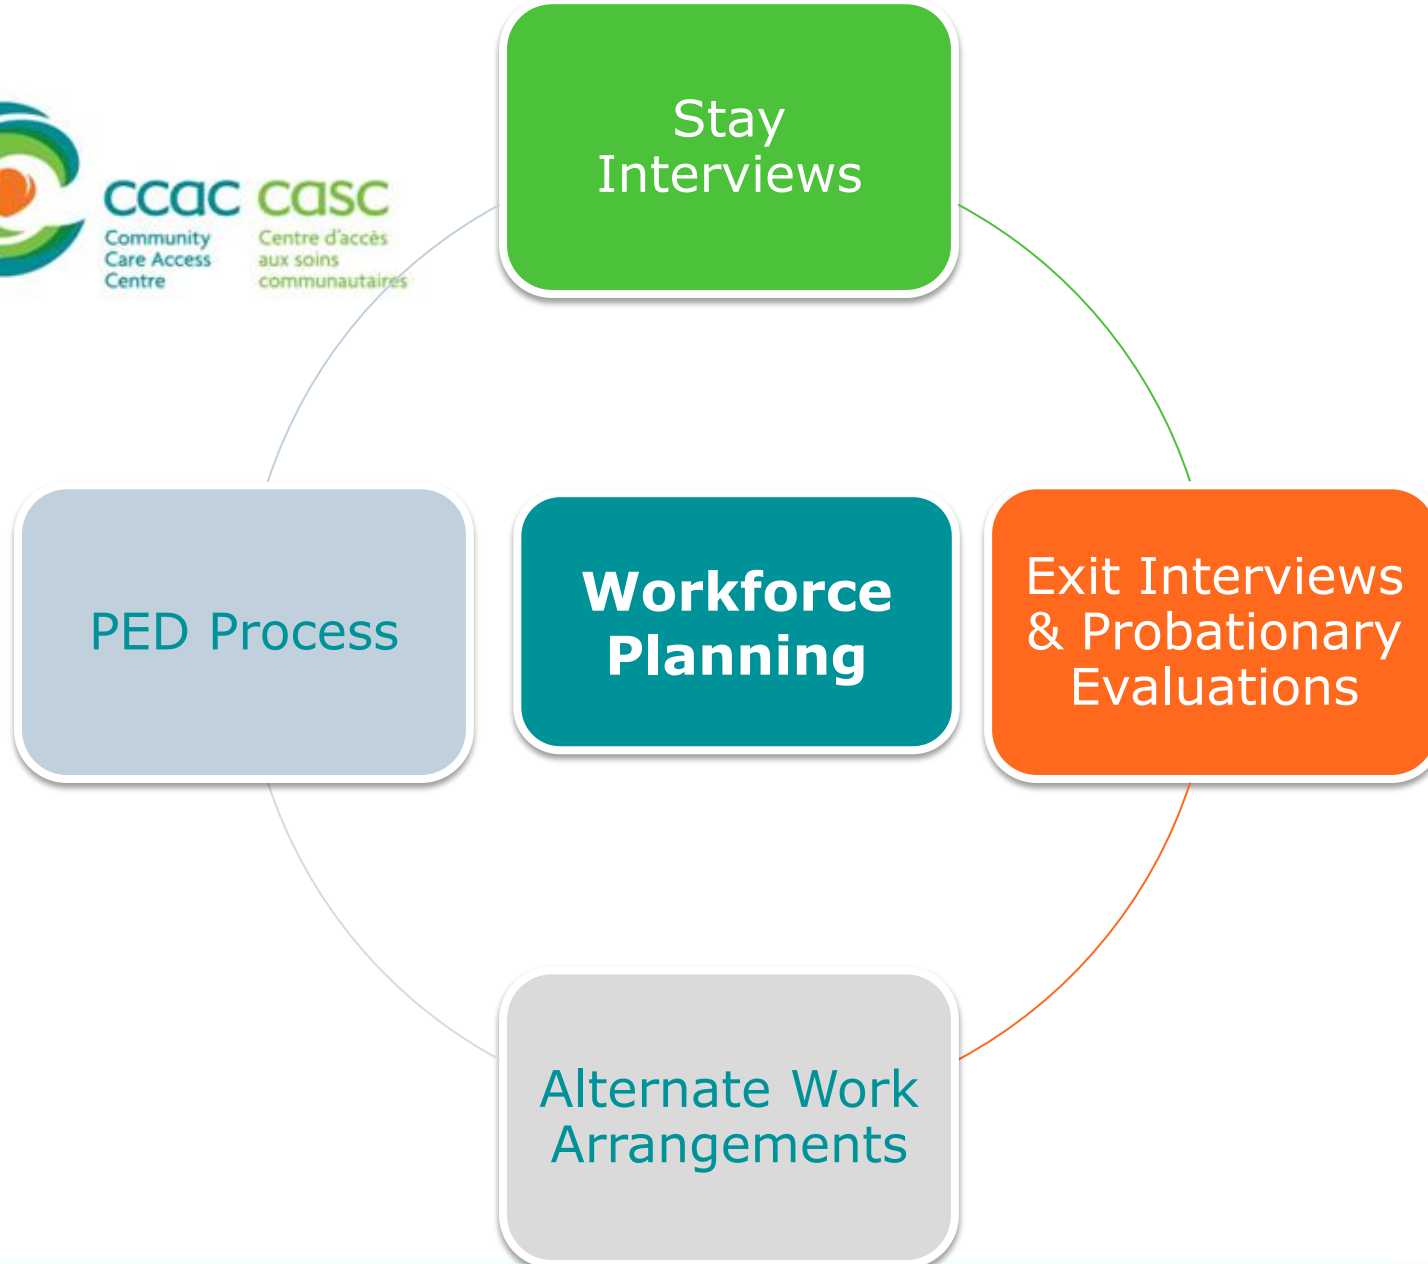 Stay
Interviews
ccac casc
Community
Care Access
Centre
Centre d'accès
aux soins
communautaires
PED Process
Workforce
Planning
Exit Interviews
& Probationary
Evaluations
Alternate Work
Arrangements